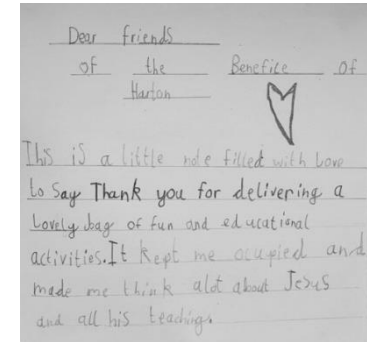 Dear friends
of the Benefice of
Harton
This is a little note filled with Love
to Say Thank you for delivering a
Lovely bag of fun and educational
activities. It kept me ocupied and
made me think alot about Jesus
and all his teachings